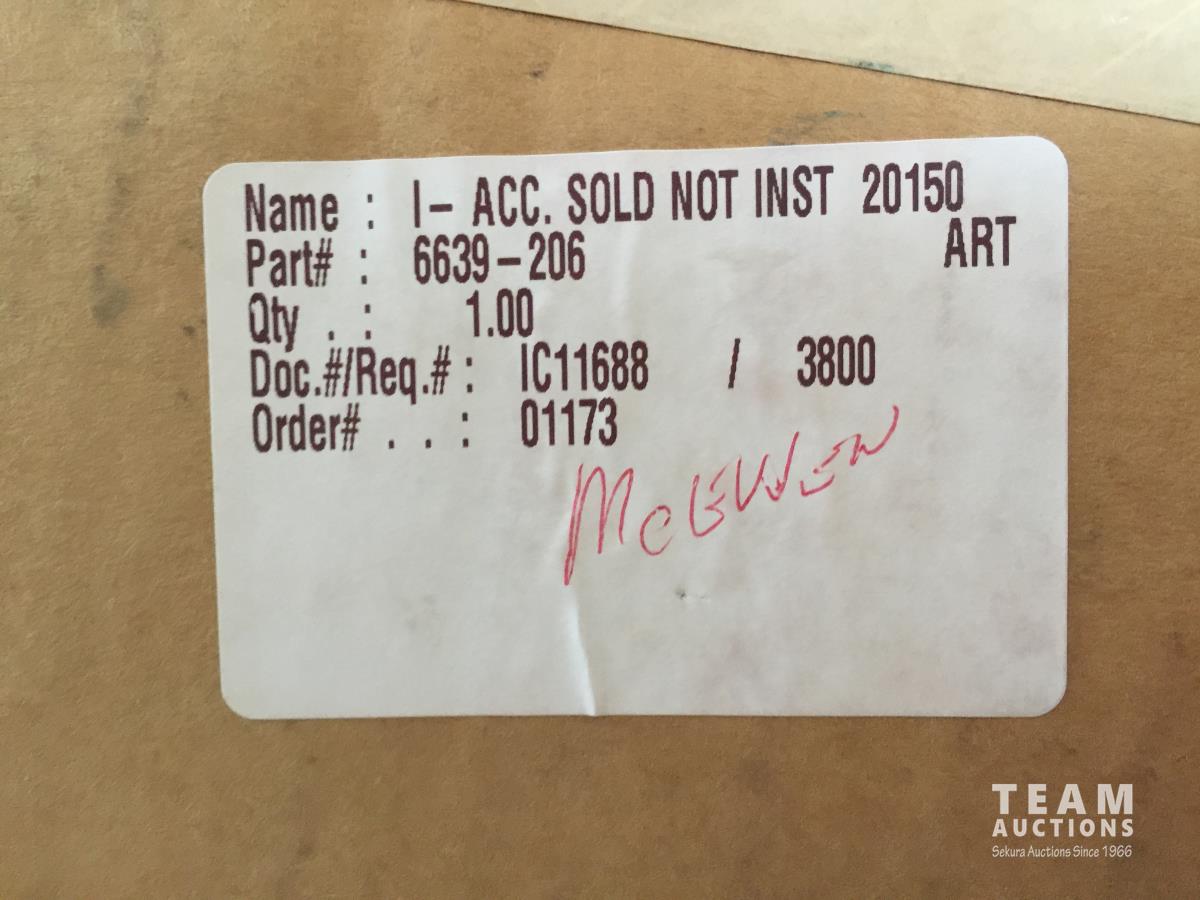 Name : I- ACC. SOLD NOT INST 20150
ART
Part# : 6639-206
Qty . : 1.00
Doc.#/Req.# : IC11688 / 3800
Order# . . : 01173
McEWEN
TEAM
AUCTIONS
Sekura Auctions Since 1966